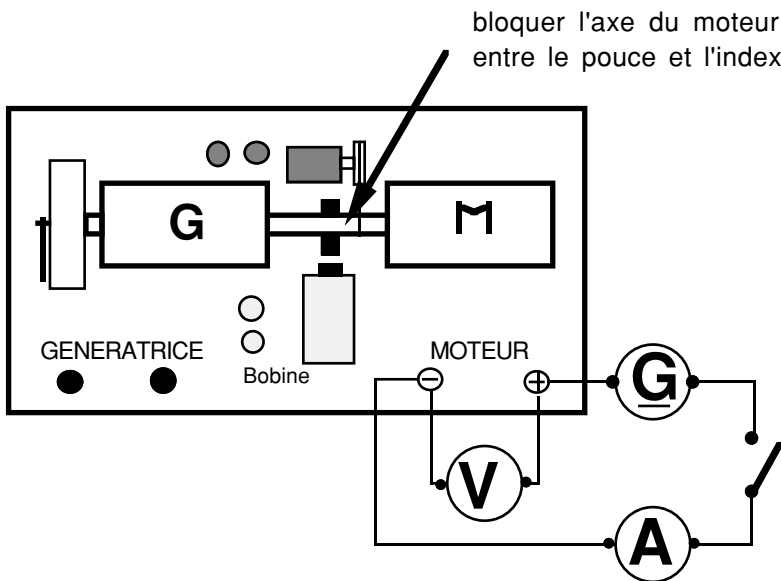 bloquer l'axe du moteur
entre le pouce et l'index
G
M
GENERATRICE
Bobine
MOTEUR
−
+
G
V
A